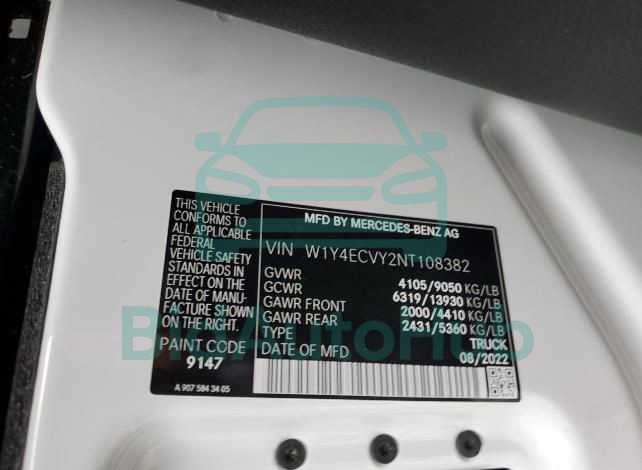 THIS VEHICLE
CONFORMS TO
ALL APPLICABLE
FEDERAL MOTOR
VEHICLE SAFETY
STANDARDS IN
EFFECT ON THE
DATE OF MANU-
FACTURE SHOWN
ON THE RIGHT.
PAINT CODE
9147
A 907 584 34 05
MFD BY MERCEDES-BENZ AG
VIN W1Y4ECVY2NT108382
GVWR 4105/9050 KG/LB
GCWR 6319/13930 KG/LB
GAWR FRONT 2000/4410 KG/LB
GAWR REAR 2431/5360 KG/LB
TYPE TRUCK
DATE OF MFD 08/2022